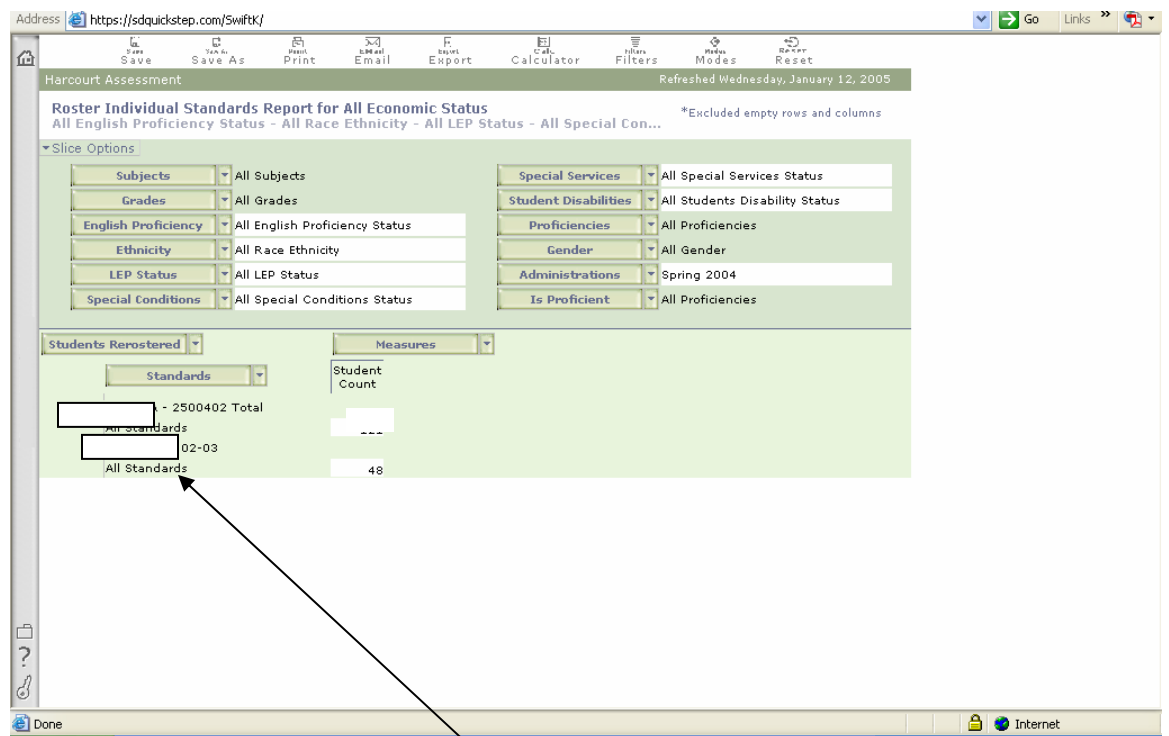 Address https://sdquickstep.com/SwiftK/ Go Links »
Save Save As Print Email Export Calculator Filters Modes Reset
Harcourt Assessment Refreshed Wednesday, January 12, 2005
Roster Individual Standards Report for All Economic Status
All English Proficiency Status - All Race Ethnicity - All LEP Status - All Special Con... *Excluded empty rows and columns
Slice Options
Subjects All Subjects Special Services All Special Services Status
Grades All Grades Student Disabilities All Students Disability Status
English Proficiency All English Proficiency Status Proficiencies All Proficiencies
Ethnicity All Race Ethnicity Gender All Gender
LEP Status All LEP Status Administrations Spring 2004
Special Conditions All Special Conditions Status Is Proficient All Proficiencies
Students Rerostered Measures
Standards Student
Count
- 2500402 Total
All Standards
02-03
All Standards 48
?
Done Internet